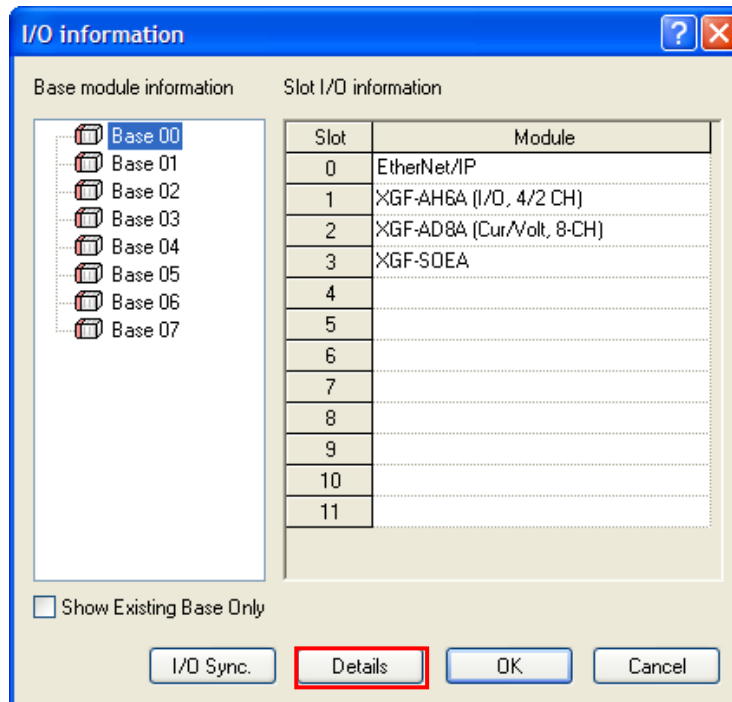 I/O information
Base module information
Slot I/O information
Base 00
Base 01
Base 02
Base 03
Base 04
Base 05
Base 06
Base 07
Slot Module
0 EtherNet/IP
1 XGF-AH6A (I/O, 4/2 CH)
2 XGF-AD8A (Cur/Volt, 8-CH)
3 XGF-SOEA
4
5
6
7
8
9
10
11
Show Existing Base Only
I/O Sync. Details OK Cancel